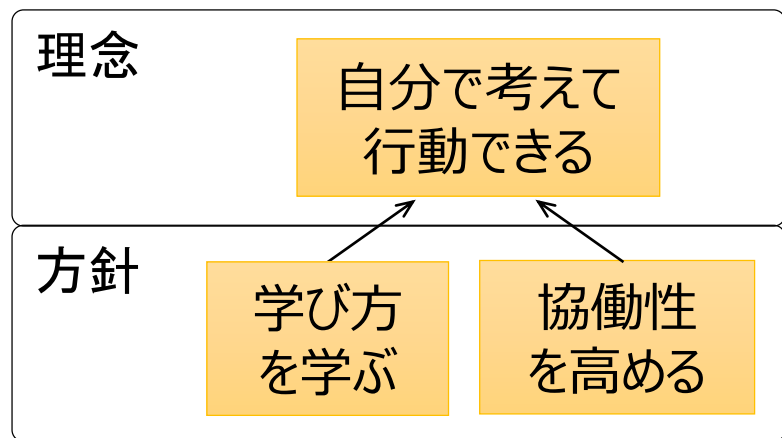 理念
自分で考えて
行動できる
方針
学び方
を学ぶ
協働性
を高める